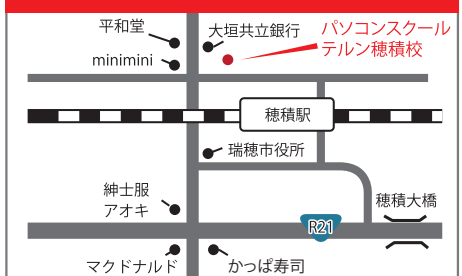 平和堂
大垣共立銀行
パソコンスクール
テルン穂積校
minimini
穂積駅
瑞穂市役所
紳士服
アオキ
穂積大橋
R21
マクドナルド
かっぱ寿司